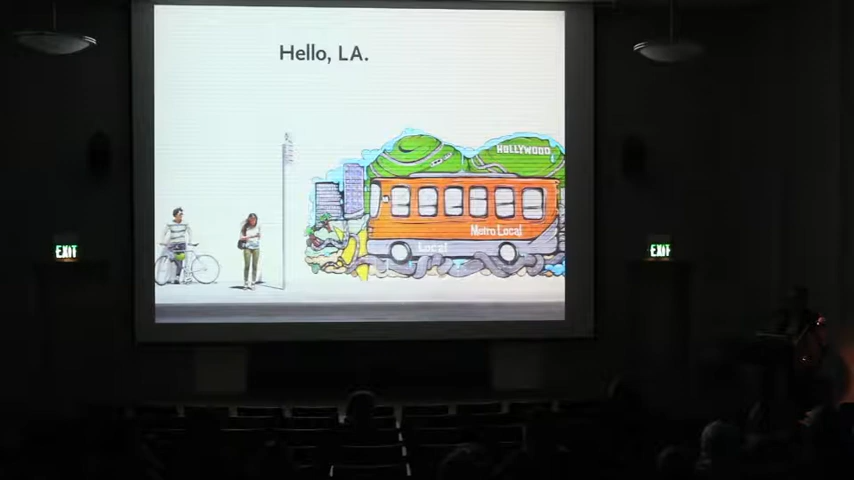 Hello, LA.
HOLLYWOOD
Metro Local
Local
EXIT
EXIT